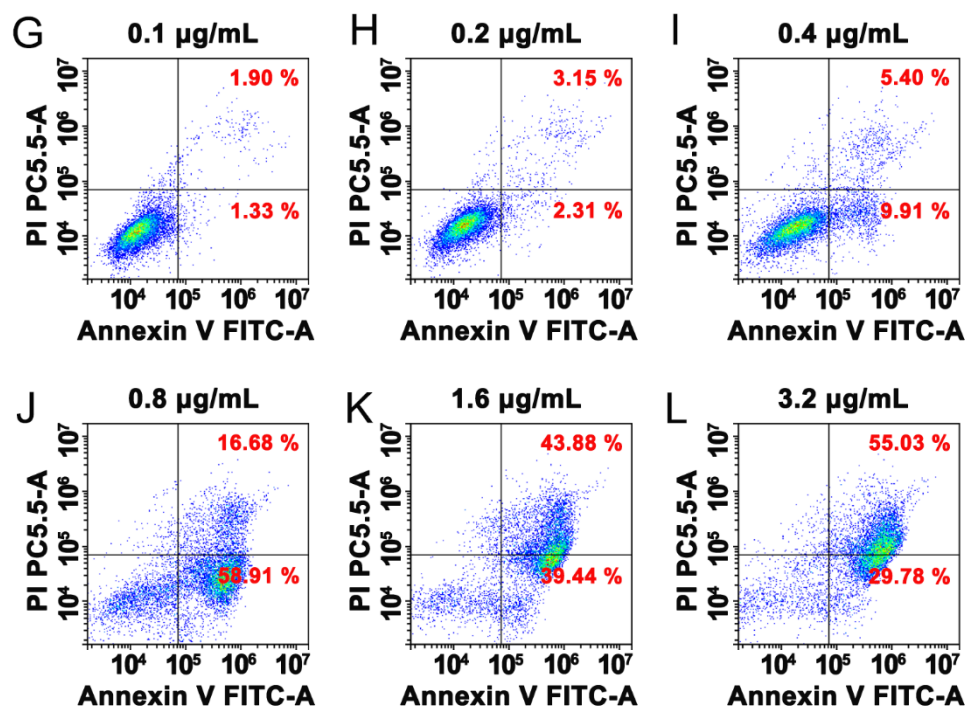 G 0.1 µg/mL
PI PC5.5-A
10⁷
10⁶
10⁵
10⁴
1.90 %
1.33 %
10⁴ 10⁵ 10⁶ 10⁷
Annexin V FITC-A
H 0.2 µg/mL
PI PC5.5-A
10⁷
10⁶
10⁵
10⁴
3.15 %
2.31 %
10⁴ 10⁵ 10⁶ 10⁷
Annexin V FITC-A
I 0.4 µg/mL
PI PC5.5-A
10⁷
10⁶
10⁵
10⁴
5.40 %
9.91 %
10⁴ 10⁵ 10⁶ 10⁷
Annexin V FITC-A
J 0.8 µg/mL
PI PC5.5-A
10⁷
10⁶
10⁵
10⁴
16.68 %
58.91 %
10⁴ 10⁵ 10⁶ 10⁷
Annexin V FITC-A
K 1.6 µg/mL
PI PC5.5-A
10⁷
10⁶
10⁵
10⁴
43.88 %
39.44 %
10⁴ 10⁵ 10⁶ 10⁷
Annexin V FITC-A
L 3.2 µg/mL
PI PC5.5-A
10⁷
10⁶
10⁵
10⁴
55.03 %
29.78 %
10⁴ 10⁵ 10⁶ 10⁷
Annexin V FITC-A